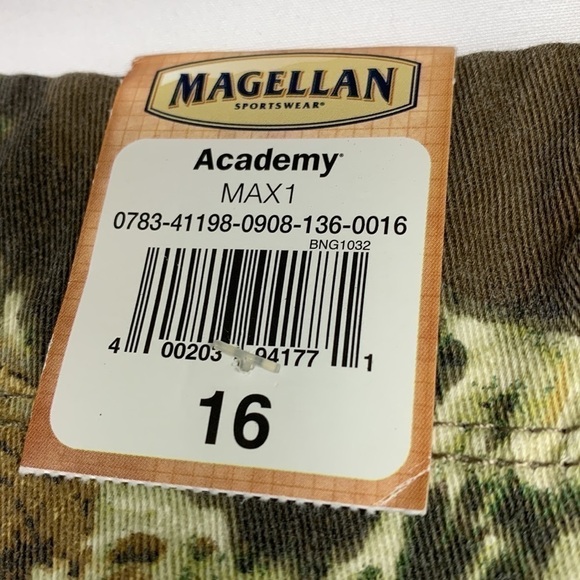 MAGELLAN
SPORTSWEAR®
Academy
MAX1
0783-41198-0908-136-0016
BNG1032
4 00203 94177 1
16